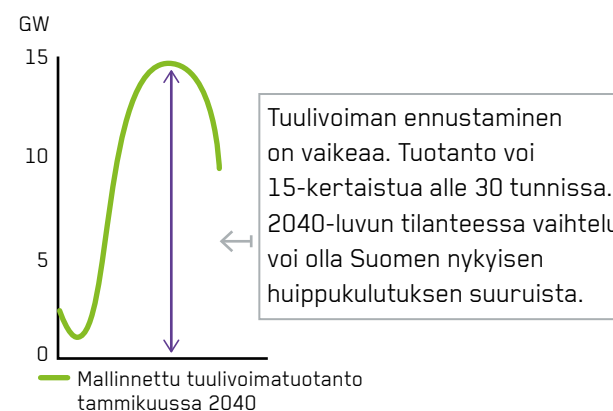 GW
15
10
5
0
Tuulivoiman ennustaminen
on vaikeaa. Tuotanto voi
15-kertaistua alle 30 tunnissa.
2040-luvun tilanteessa vaihtelu
voi olla Suomen nykyisen
huippukulutuksen suuruista.
Mallinnettu tuulivoimatuotanto
tammikuussa 2040